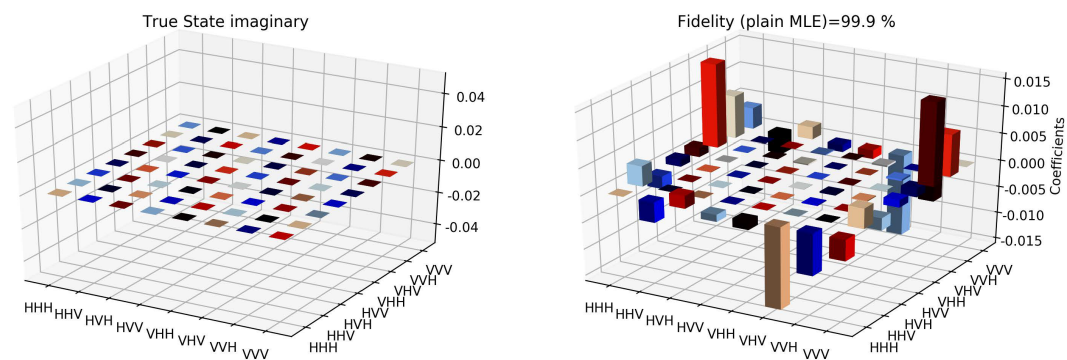 True State imaginary
0.04
0.02
0.00
-0.02
-0.04
HHH
HHV
HVH
HVV
VHH
VHV
VVH
VVV
HHH
HHV
HVH
HVV
VHH
VHV
VVH
VVV
Fidelity (plain MLE)=99.9 %
0.015
0.010
0.005
0.000
-0.005
-0.010
-0.015
Coefficients
HHH
HHV
HVH
HVV
VHH
VHV
VVH
VVV
HHH
HHV
HVH
HVV
VHH
VHV
VVH
VVV